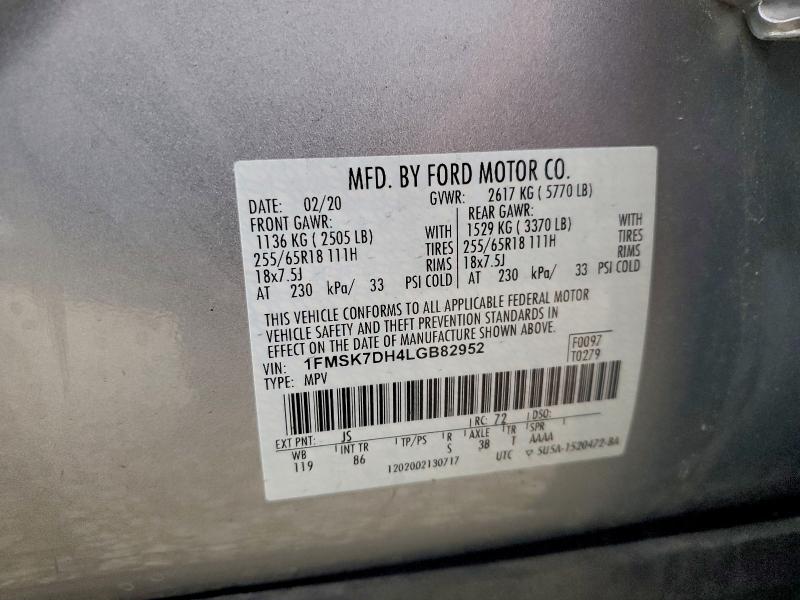 MFD. BY FORD MOTOR CO.
DATE: 02/20 GVWR: 2617 KG ( 5770 LB)
FRONT GAWR: REAR GAWR:
1136 KG ( 2505 LB) WITH 1529 KG ( 3370 LB) WITH
255/65R18 111H TIRES 255/65R18 111H TIRES
18x7.5J RIMS 18x7.5J RIMS
AT 230 kPa/ 33 PSI COLD AT 230 kPa/ 33 PSI COLD
THIS VEHICLE CONFORMS TO ALL APPLICABLE FEDERAL MOTOR
VEHICLE SAFETY AND THEFT PREVENTION STANDARDS IN
EFFECT ON THE DATE OF MANUFACTURE SHOWN ABOVE.
VIN: 1FMSK7DH4LGB82952 F0097
TYPE: MPV T0279
EXT PNT: JS RC: 72 DSO:
WB INT TR TP/PS R AXLE TR SPR
119 86 S 3B T AAAA
1202002130717 UTC ▽ 5U5A-1520472-BA